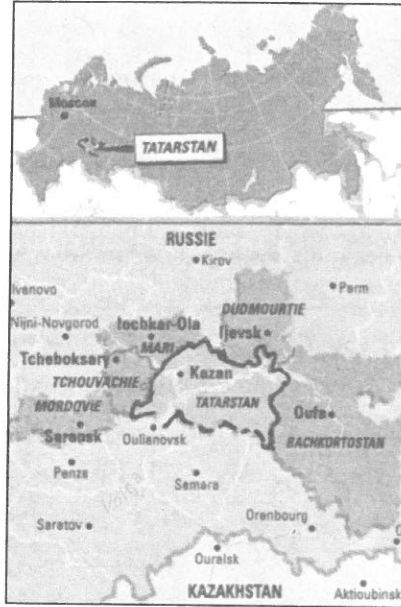 Moscou
TATARSTAN
RUSSIE
Kirov
Ivanovo
Perm
OUDMOURTIE
Nijni-Novgorod
Iochkar-Ola
Ijevsk
MARI
Tcheboksary
Kazan
TCHOUVACHIE
TATARSTAN
MORDOVIE
Oufa
Saransk
Oulianovsk
BACHKORTOSTAN
Penza
Samara
Volga
Saratov
Orenbourg
Ouralsk
KAZAKHSTAN
Aktioubinsk